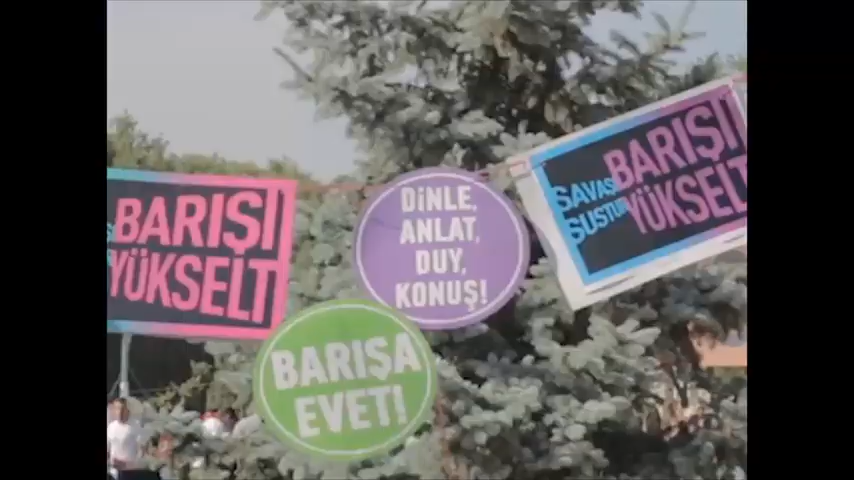 BARIŞI
YÜKSELT
DİNLE,
ANLAT,
DUY,
KONUŞ!
BARIŞA
EVET!
SAVAŞI
SUSTUR
BARIŞI
YÜKSELT